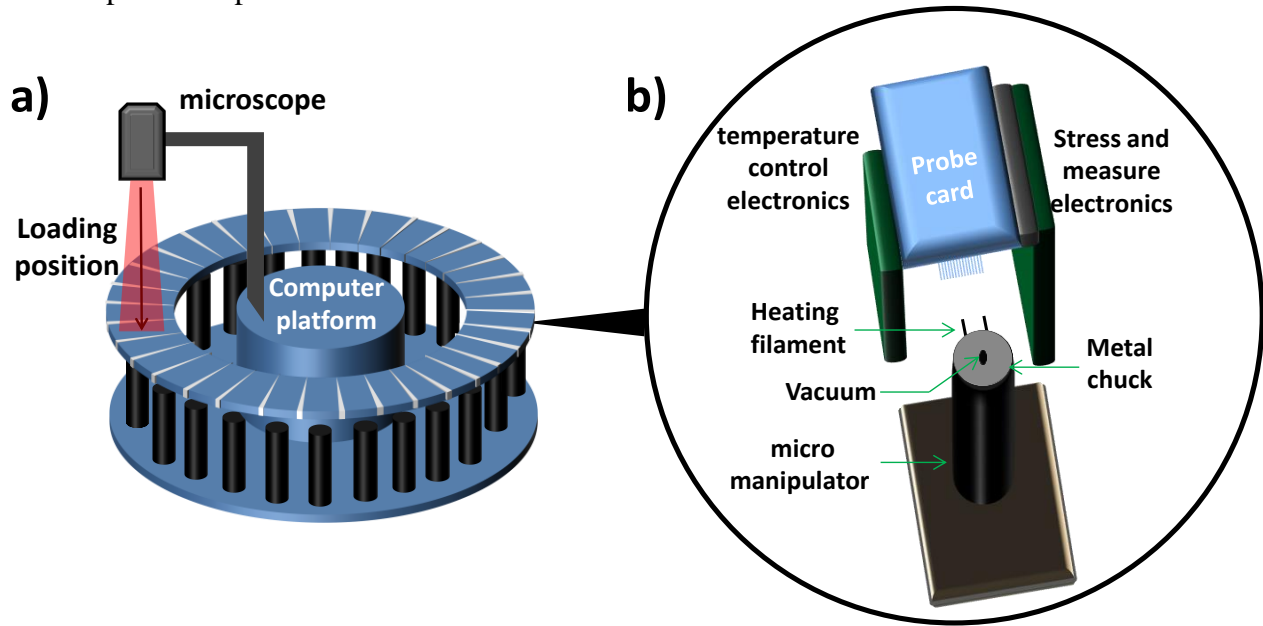 a)
microscope
Loading
position
Computer
platform
b)
temperature
control
electronics
Probe
card
Stress and
measure
electronics
Heating
filament
Vacuum
Metal
chuck
micro
manipulator